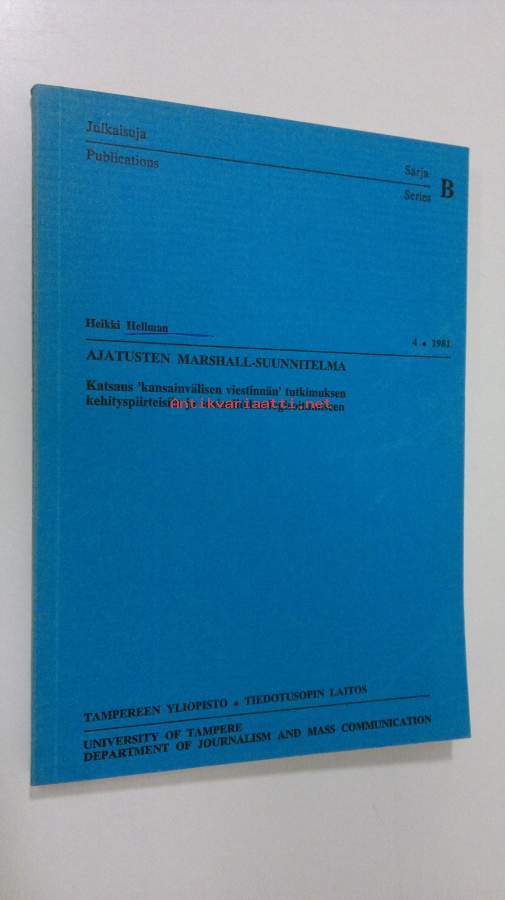 Julkaisuja
Publications
Sarja
Series B
Heikki Hellman
4 • 1981
AJATUSTEN MARSHALL-SUUNNITELMA
Katsaus 'kansainvälisen viestinnän' tutkimuksen
Antikvariaatti.net
TAMPEREEN YLIOPISTO • TIEDOTUSOPIN LAITOS
UNIVERSITY OF TAMPERE
DEPARTMENT OF JOURNALISM AND MASS COMMUNICATION